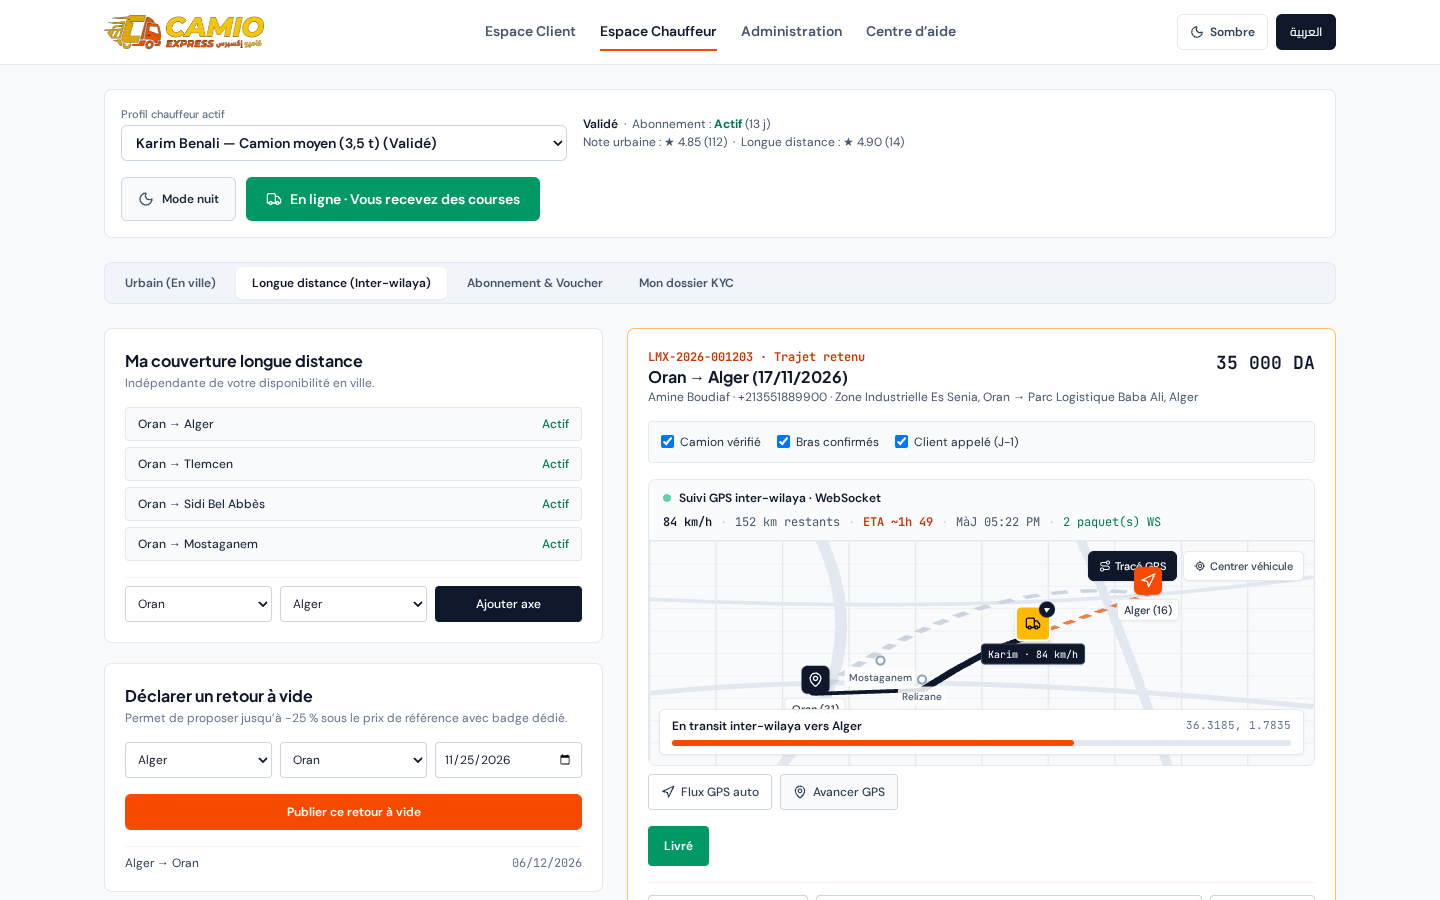 CAMIO
EXPRESS كاميو إكسبريس
Espace Client
Espace Chauffeur
Administration
Centre d’aide
Sombre
العربية
Profil chauffeur actif
Karim Benali — Camion moyen (3,5 t) (Validé)
Validé · Abonnement : Actif (13 j)
Note urbaine : ★ 4.85 (112) · Longue distance : ★ 4.90 (14)
Mode nuit
En ligne · Vous recevez des courses
Urbain (En ville)
Longue distance (Inter-wilaya)
Abonnement & Voucher
Mon dossier KYC
Ma couverture longue distance
Indépendante de votre disponibilité en ville.
Oran → Alger Actif
Oran → Tlemcen Actif
Oran → Sidi Bel Abbès Actif
Oran → Mostaganem Actif
Oran
Alger
Ajouter axe
Déclarer un retour à vide
Permet de proposer jusqu’à -25 % sous le prix de référence avec badge dédié.
Alger
Oran
11/25/2026
Publier ce retour à vide
Alger → Oran 06/12/2026
LMX-2026-001203 · Trajet retenu
35 000 DA
Oran → Alger (17/11/2026)
Amine Boudiaf · +213551889900 · Zone Industrielle Es Senia, Oran → Parc Logistique Baba Ali, Alger
Camion vérifié
Bras confirmés
Client appelé (J-1)
Suivi GPS inter-wilaya · WebSocket
84 km/h · 152 km restants · ETA ~1h 49 · MàJ 05:22 PM · 2 paquet(s) WS
Tracé GPS
Centrer véhicule
Alger (16)
Karim · 84 km/h
Mostaganem
Relizane
Oran (31)
En transit inter-wilaya vers Alger
36.3185, 1.7835
Flux GPS auto
Avancer GPS
Livré